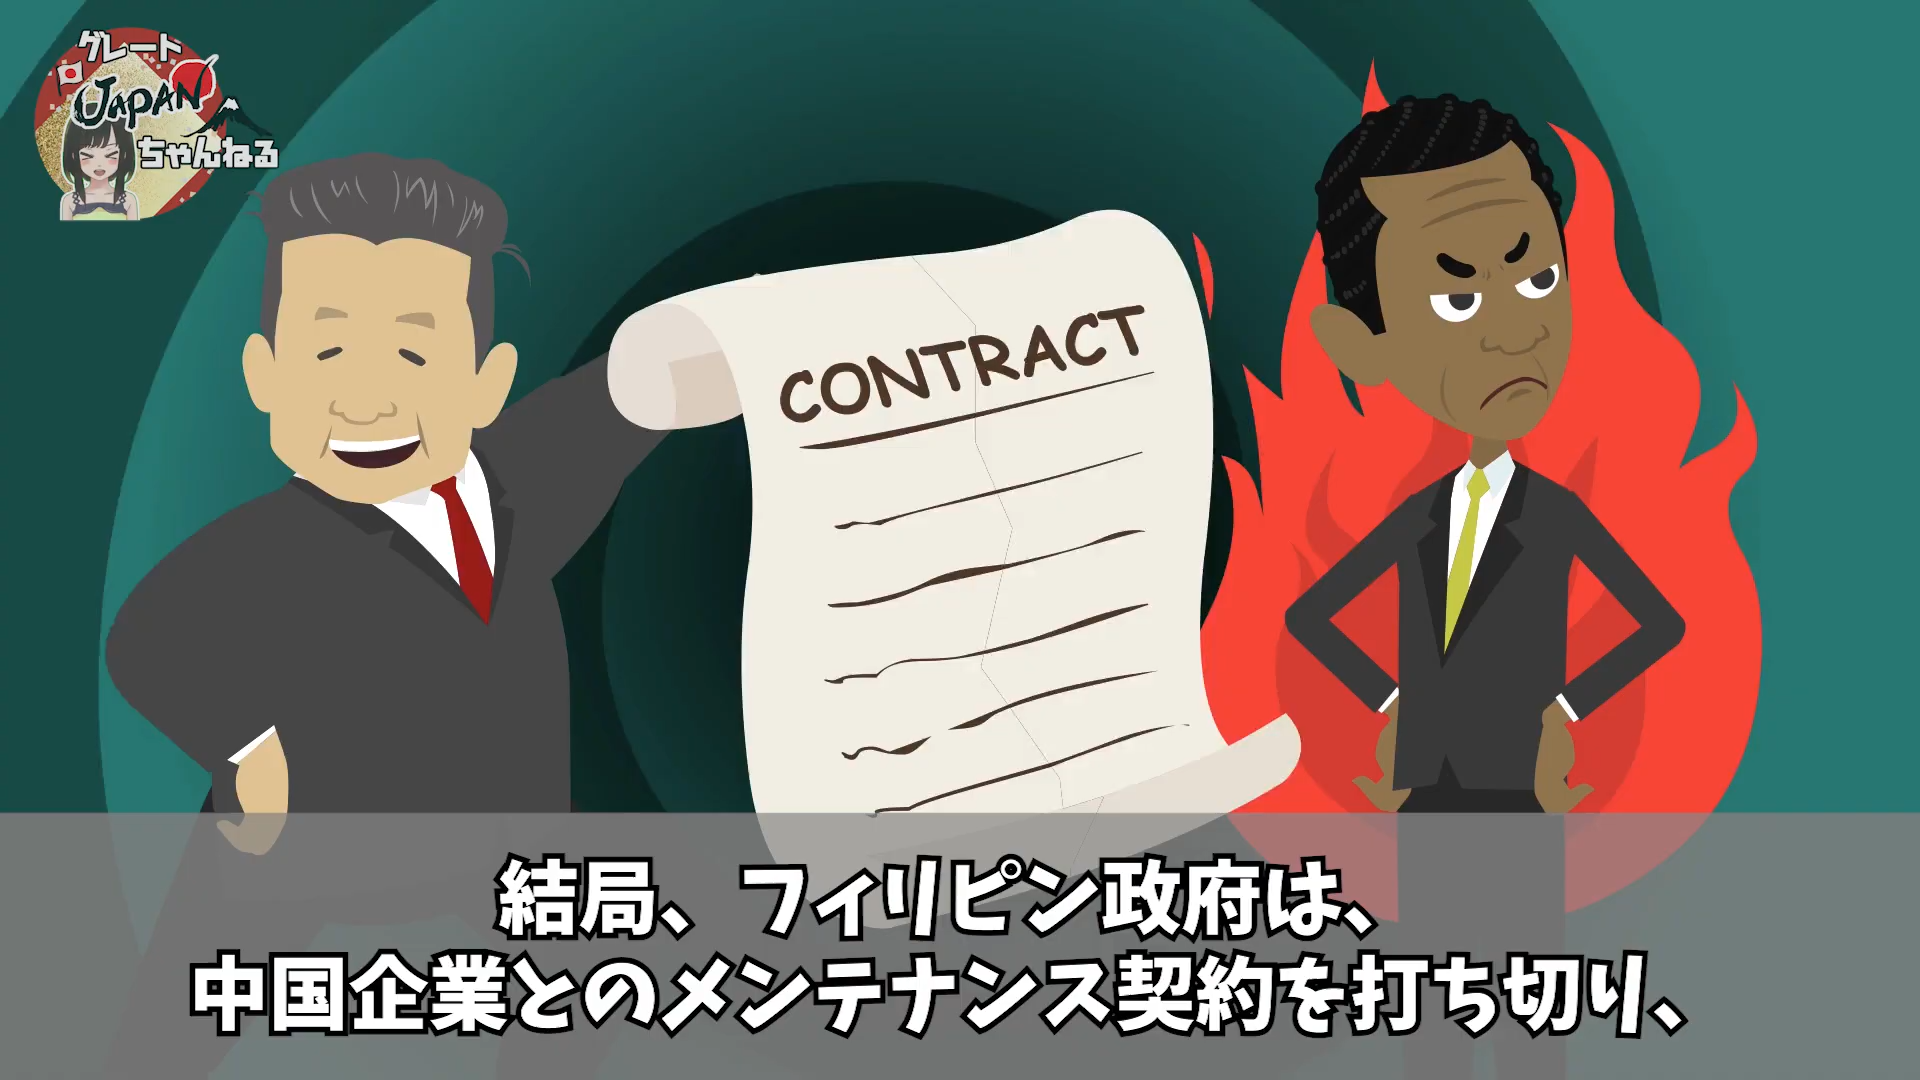 グレート
JAPAN
ちゃんねる
CONTRACT
結局、フィリピン政府は、
中国企業とのメンテナンス契約を打ち切り、